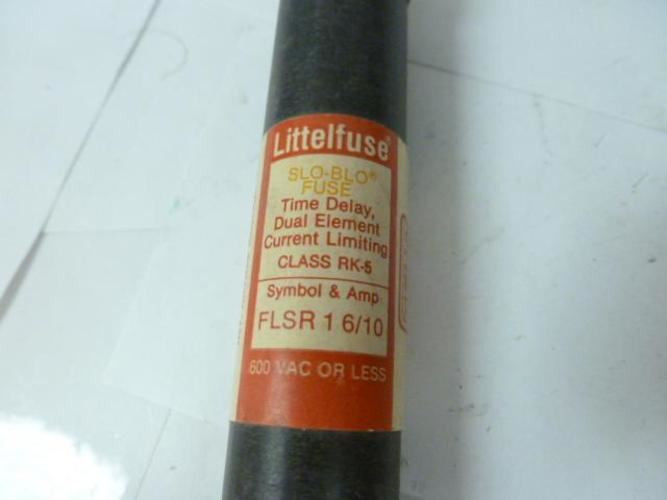 Littelfuse®
SLO-BLO®
FUSE
Time Delay,
Dual Element
Current Limiting
CLASS RK-5
Symbol & Amp
FLSR 1 6/10
600 VAC OR LESS